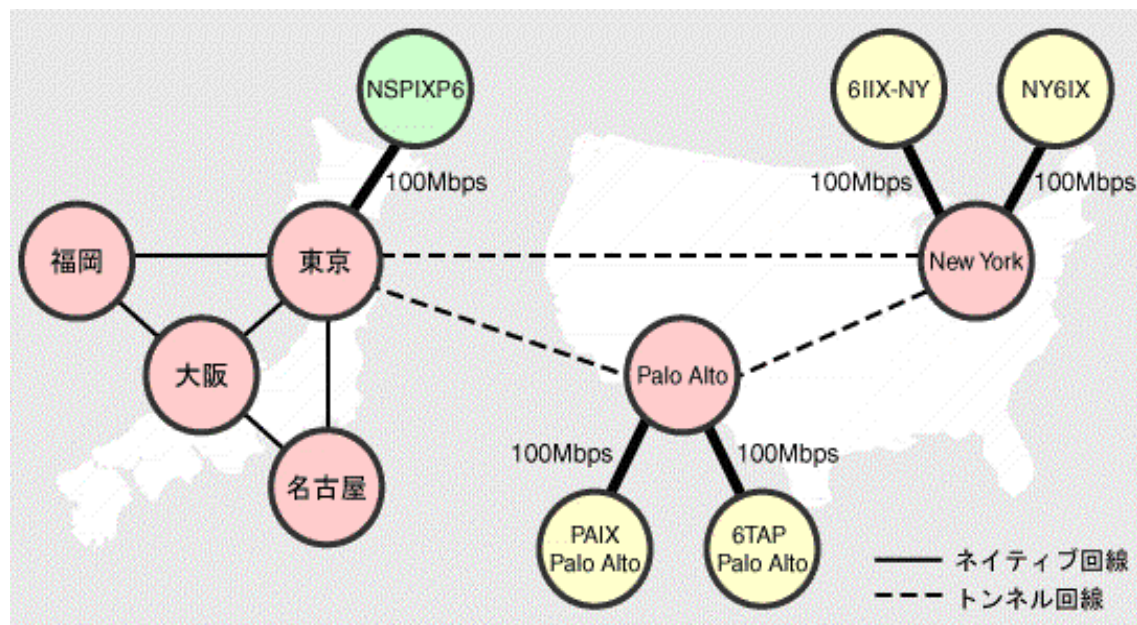 NSPIXP6
6IIX-NY
NY6IX
100Mbps
100Mbps
100Mbps
福岡
東京
New York
大阪
Palo Alto
100Mbps
100Mbps
名古屋
PAIX
Palo Alto
6TAP
Palo Alto
ネイティブ回線
トンネル回線